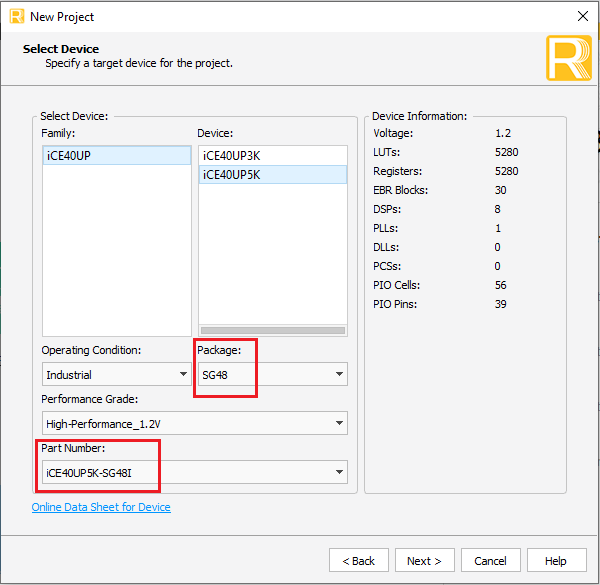 New Project
Select Device
Specify a target device for the project.
Select Device:
Family:
iCE40UP
Device:
iCE40UP3K
iCE40UP5K
Operating Condition:
Industrial
Package:
SG48
Performance Grade:
High-Performance_1.2V
Part Number:
iCE40UP5K-SG48I
Online Data Sheet for Device
Device Information:
Voltage: 1.2
LUTs: 5280
Registers: 5280
EBR Blocks: 30
DSPs: 8
PLLs: 1
DLLs: 0
PCSs: 0
PIO Cells: 56
PIO Pins: 39
< Back
Next >
Cancel
Help